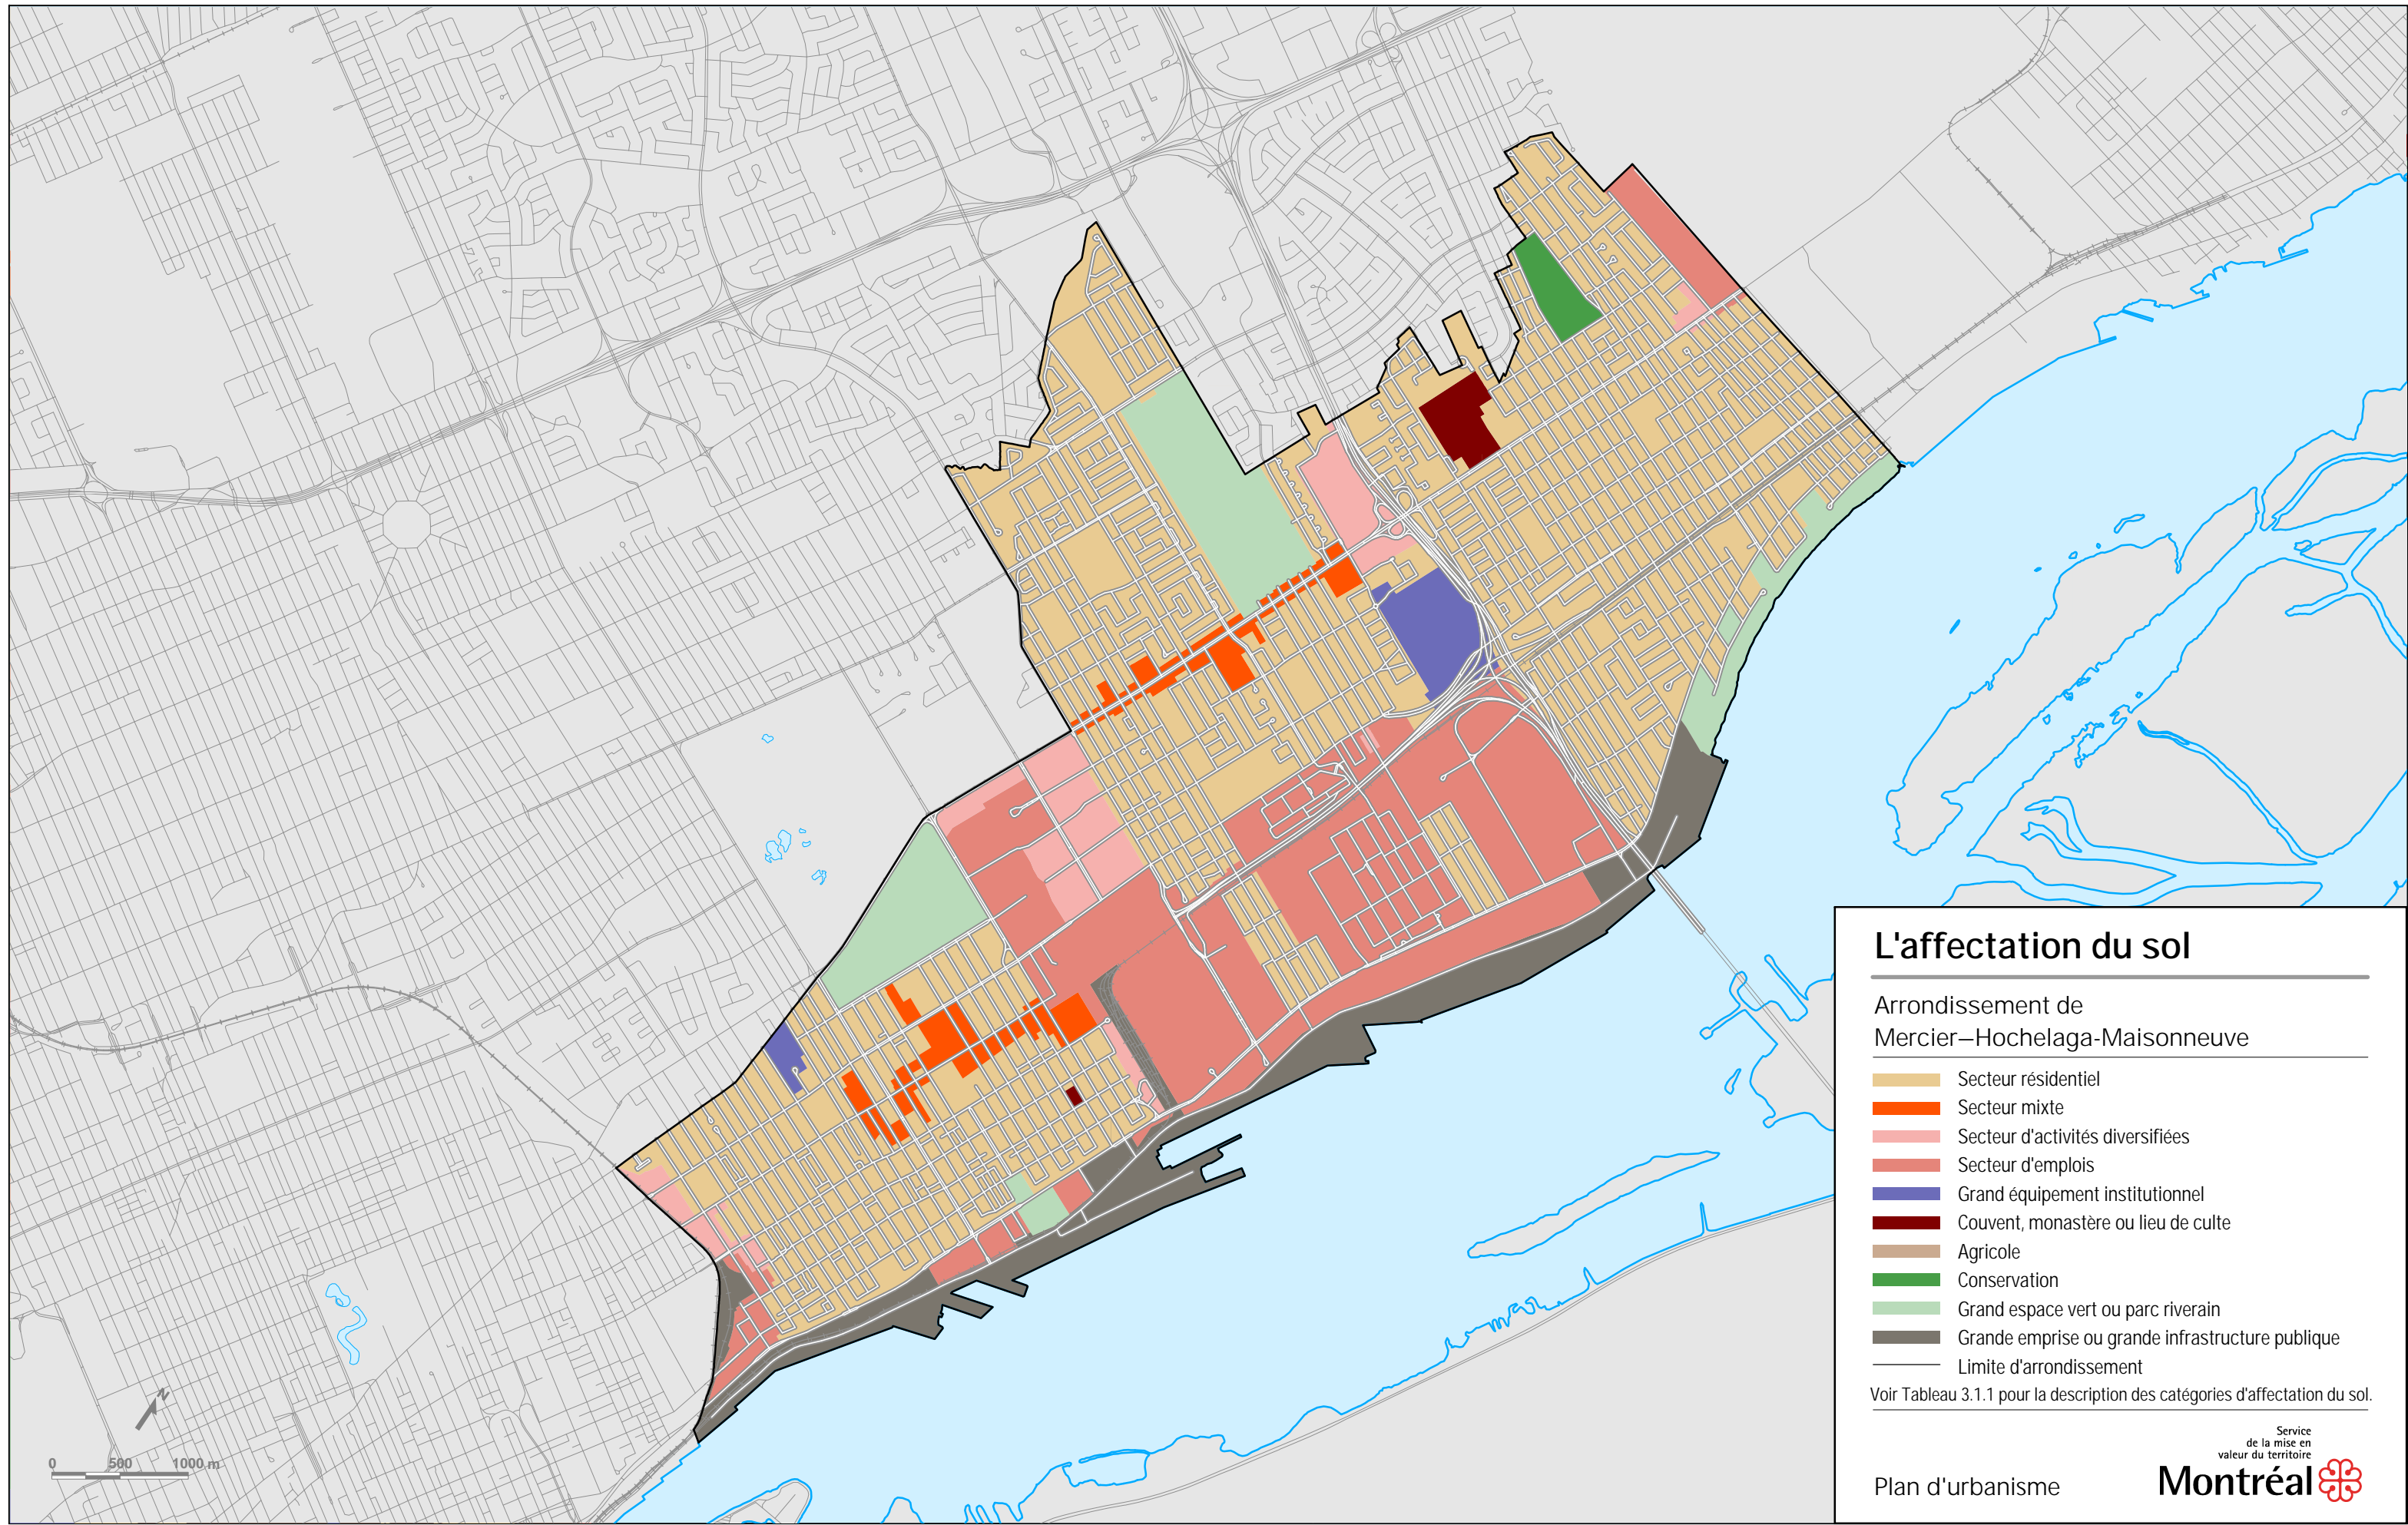 L'affectation du sol
Arrondissement de
Mercier–Hochelaga-Maisonneuve
Secteur résidentiel
Secteur mixte
Secteur d'activités diversifiées
Secteur d'emplois
Grand équipement institutionnel
Couvent, monastère ou lieu de culte
Agricole
Conservation
Grand espace vert ou parc riverain
Grande emprise ou grande infrastructure publique
Limite d'arrondissement
Voir Tableau 3.1.1 pour la description des catégories d'affectation du sol.
Service
de la mise en
valeur du territoire
Plan d'urbanisme
Montréal
N
0 500 1000 m